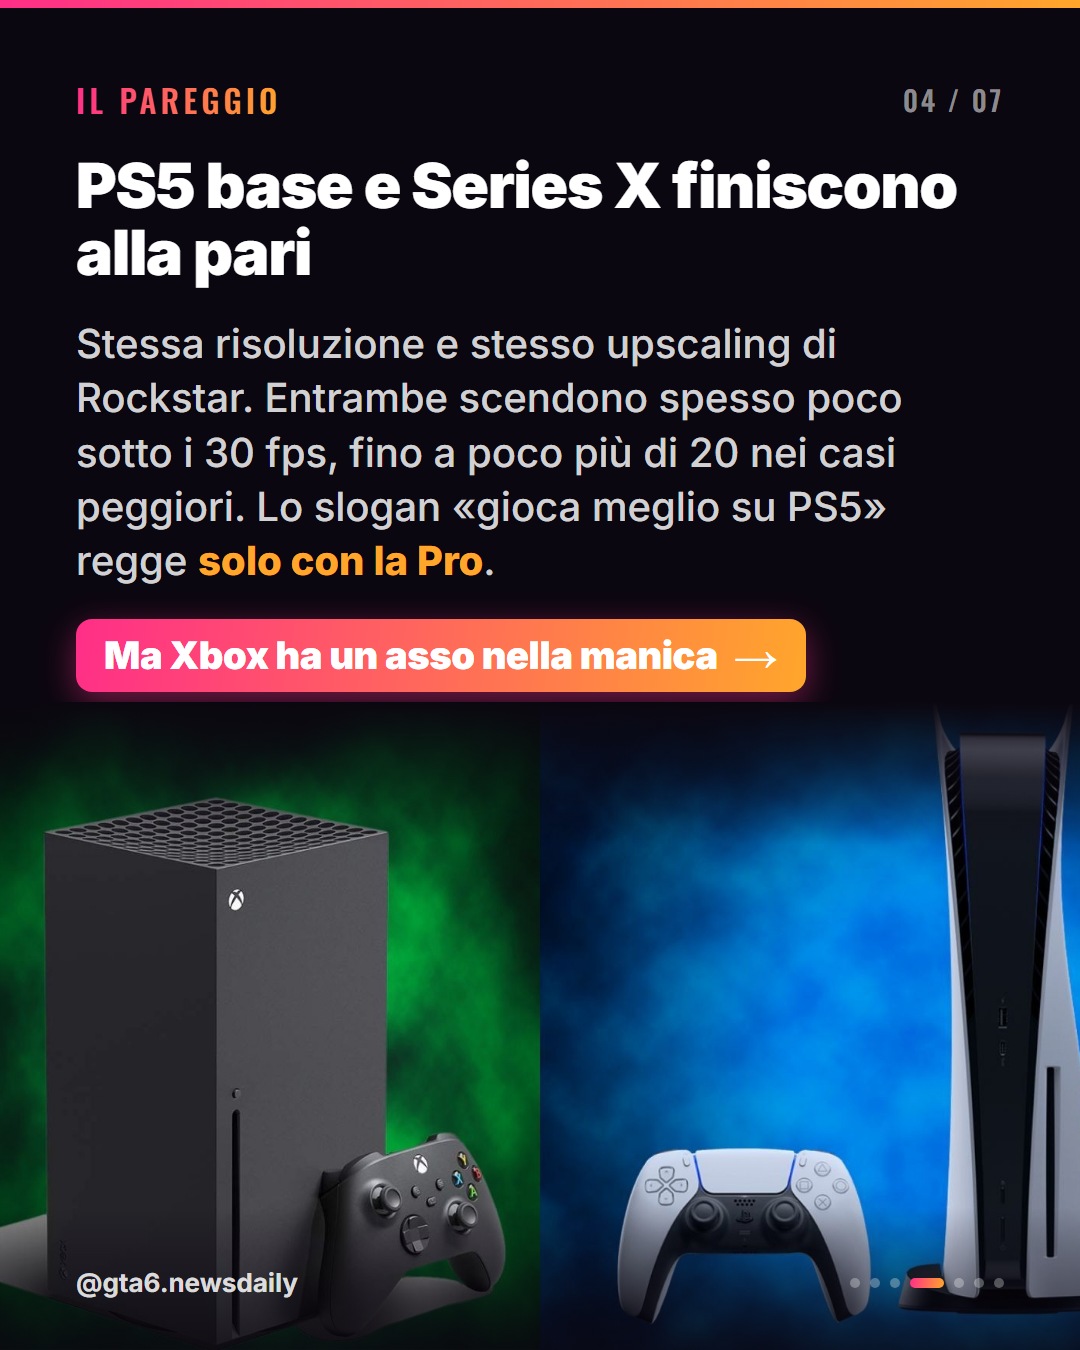 IL PAREGGIO
04 / 07
PS5 base e Series X finiscono
alla pari
Stessa risoluzione e stesso upscaling di
Rockstar. Entrambe scendono spesso poco
sotto i 30 fps, fino a poco più di 20 nei casi
peggiori. Lo slogan «gioca meglio su PS5»
regge solo con la Pro.
Ma Xbox ha un asso nella manica →
Y
B
X
A
@gta6.newsdaily